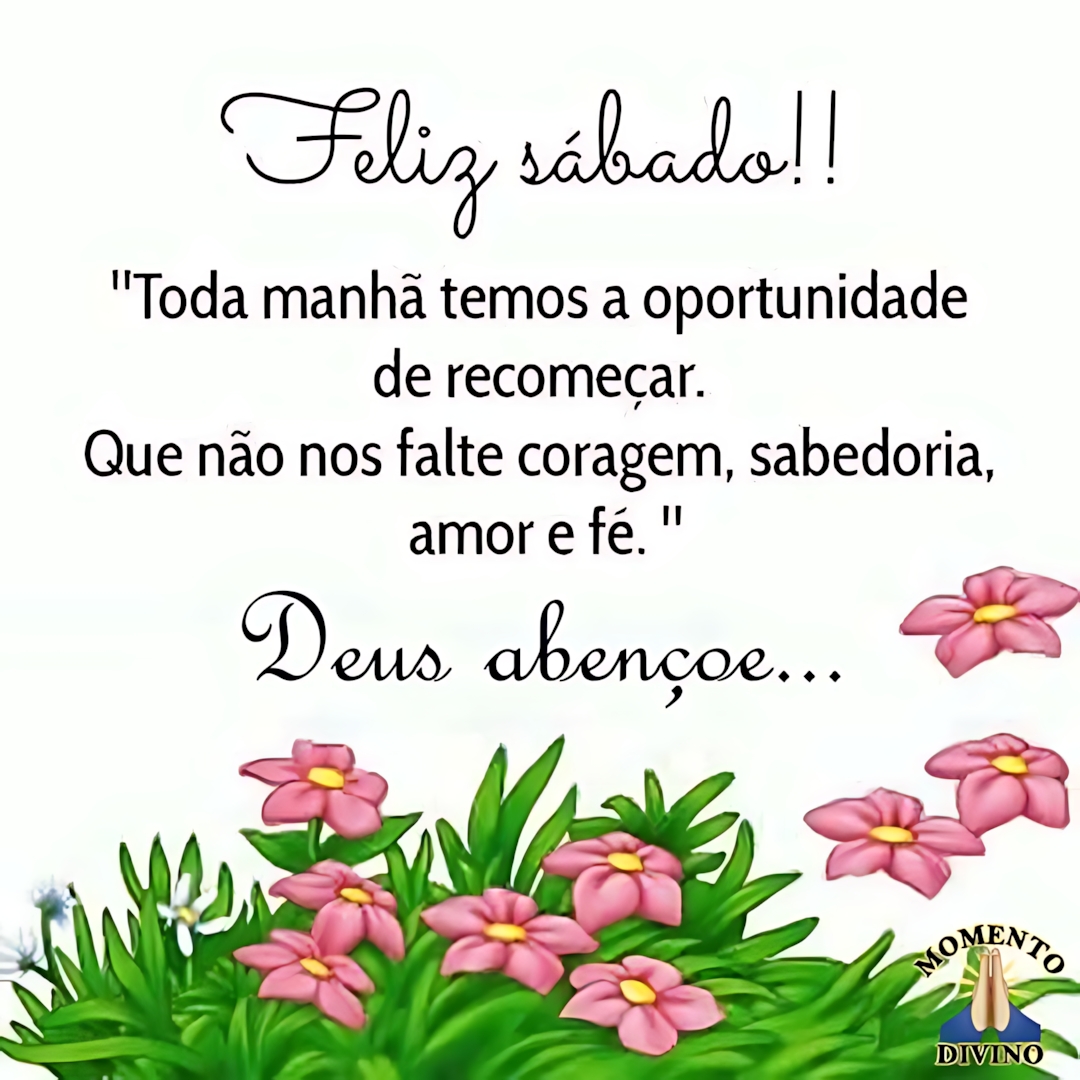 Feliz sábado!!
"Toda manhã temos a oportunidade
de recomeçar.
Que não nos falte coragem, sabedoria,
amor e fé. "
Deus abençoe...
MOMENTO
DIVINO